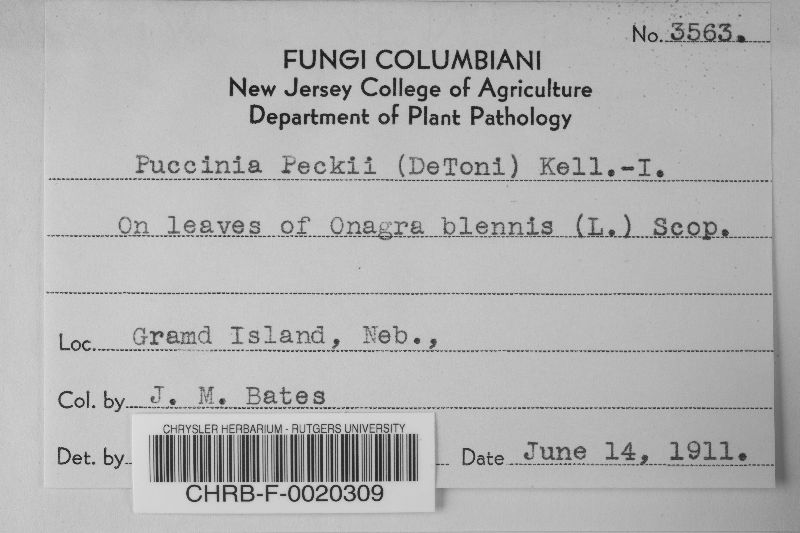 No. 3563.
FUNGI COLUMBIANI
New Jersey College of Agriculture
Department of Plant Pathology
Puccinia Peckii (DeToni) Kell.-I.
On leaves of Onagra blennis (L.) Scop.
Loc. Gramd Island, Neb.,
Col. by J. M. Bates
Det. by Date June 14, 1911.
CHRYSLER HERBARIUM - RUTGERS UNIVERSITY
CHRB-F-0020309